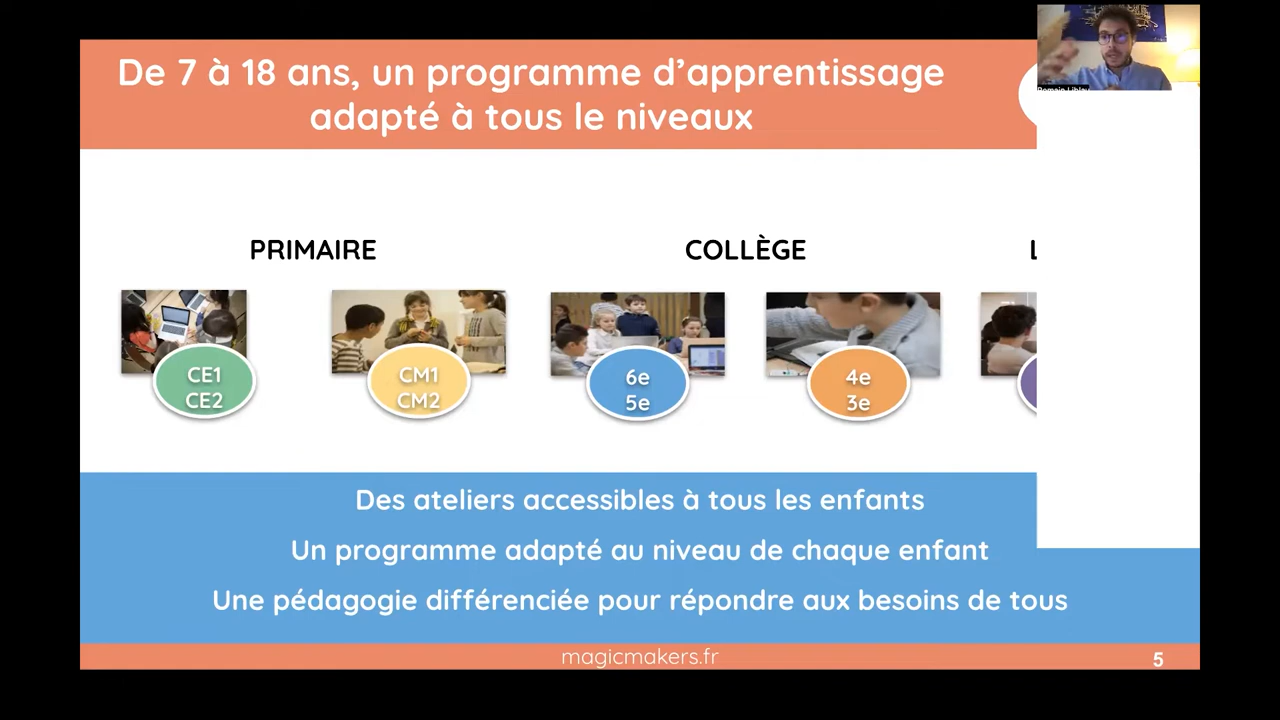 De 7 à 18 ans, un programme d’apprentissage
adapté à tous le niveaux
PRIMAIRE
COLLÈGE
CE1
CE2
CM1
CM2
6e
5e
4e
3e
Des ateliers accessibles à tous les enfants
Un programme adapté au niveau de chaque enfant
Une pédagogie différenciée pour répondre aux besoins de tous
magicmakers.fr
5